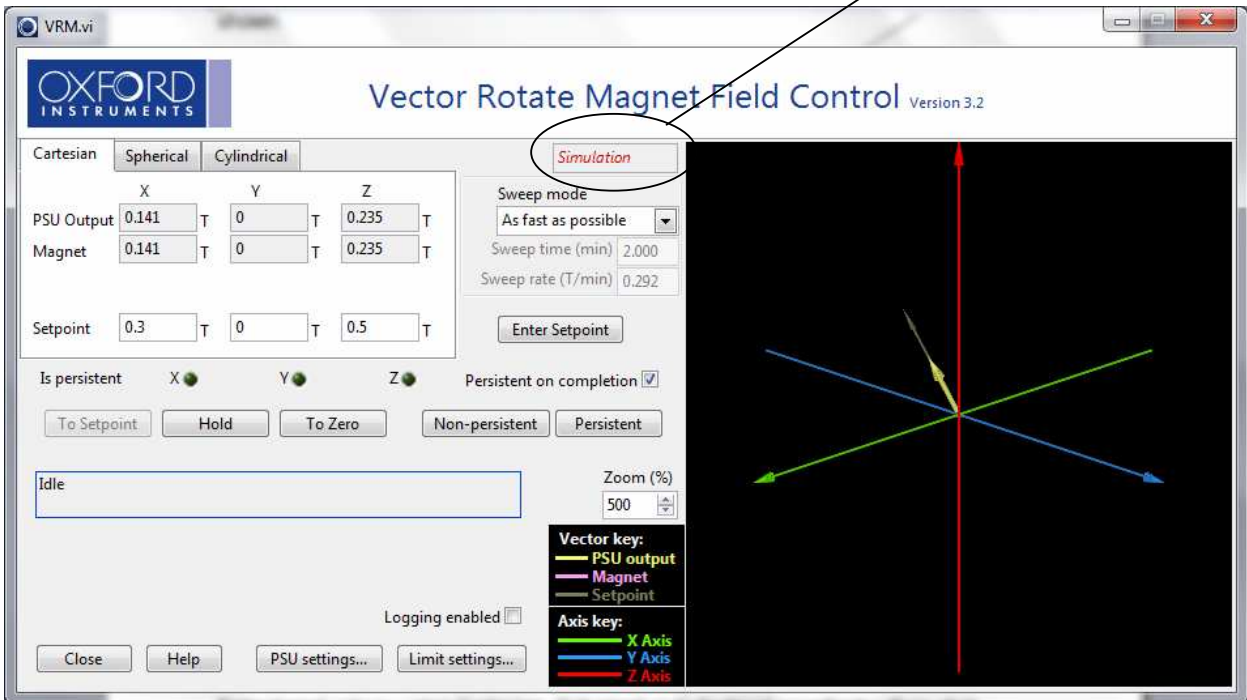 VRM.vi
OXFORD
INSTRUMENTS
Vector Rotate Magnet Field Control Version 3.2
Cartesian Spherical Cylindrical
Simulation
X Y Z
PSU Output 0.141 T 0 T 0.235 T
Magnet 0.141 T 0 T 0.235 T
Setpoint 0.3 T 0 T 0.5 T
Sweep mode
As fast as possible
Sweep time (min) 2.000
Sweep rate (T/min) 0.292
Enter Setpoint
Is persistent X Y Z
Persistent on completion
To Setpoint Hold To Zero Non-persistent Persistent
Idle
Zoom (%)
500
Vector key:
PSU output
Magnet
Setpoint
Logging enabled
Axis key:
X Axis
Y Axis
Z Axis
Close Help PSU settings... Limit settings...